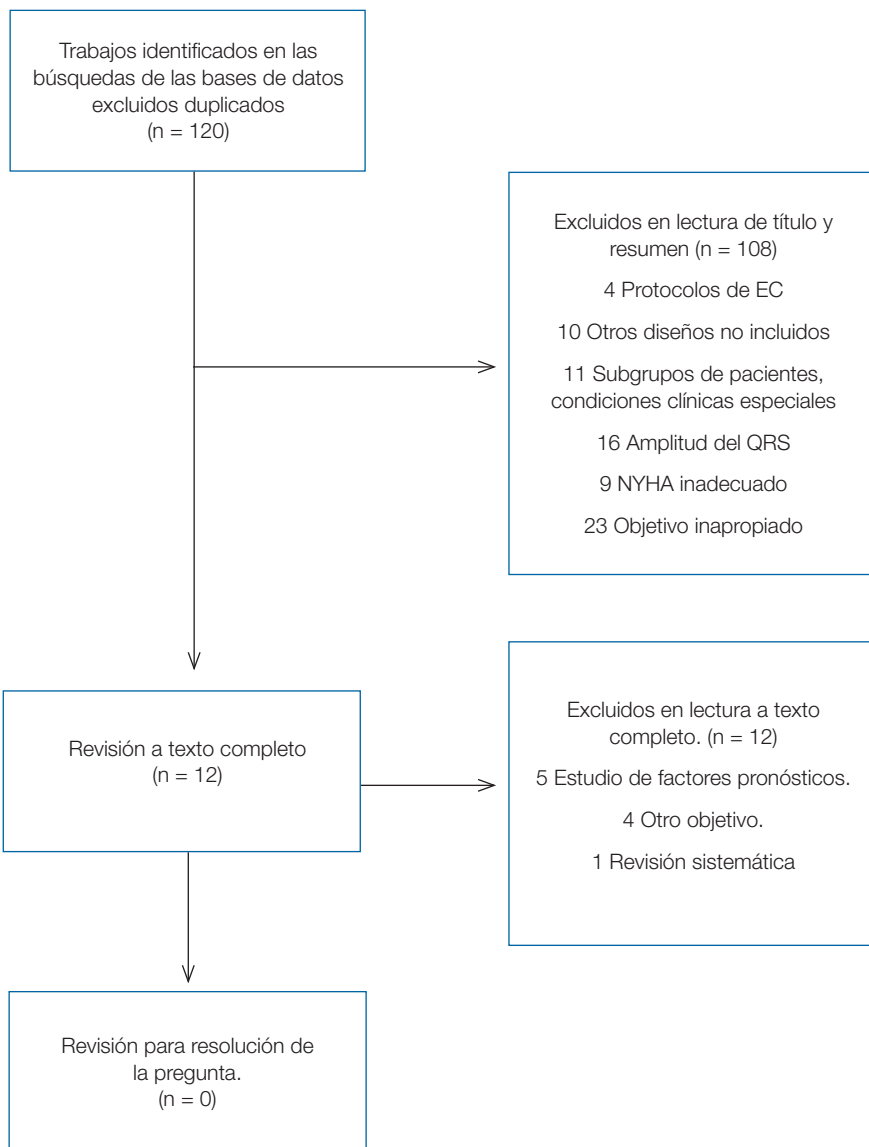 Trabajos identificados en las
búsquedas de las bases de datos
excluidos duplicados
(n = 120)
Excluidos en lectura de título y
resumen (n = 108)
4 Protocolos de EC
10 Otros diseños no incluidos
11 Subgrupos de pacientes,
condiciones clínicas especiales
16 Amplitud del QRS
9 NYHA inadecuado
23 Objetivo inapropiado
Revisión a texto completo
(n = 12)
Excluidos en lectura a texto
completo. (n = 12)
5 Estudio de factores pronósticos.
4 Otro objetivo.
1 Revisión sistemática
Revisión para resolución de
la pregunta.
(n = 0)